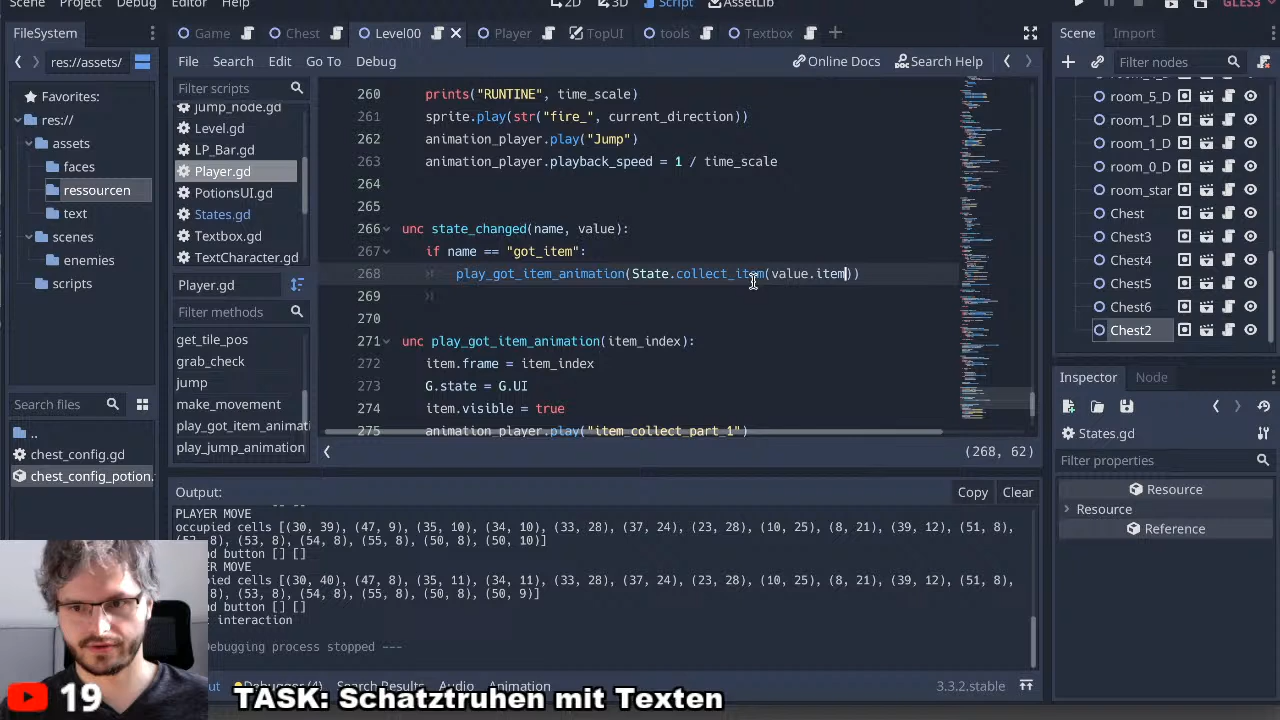 Scene Project Debug Editor Help
2D 3D Script AssetLib
GLES3
FileSystem
Game Chest Level00 Player TopUI tools Textbox
Scene Import
res://assets/
File Search Edit Go To Debug
Online Docs Search Help
Filter nodes
Favorites:
res://
assets
faces
ressourcen
text
scenes
enemies
scripts
Search files
..
chest_config.gd
chest_config_potion.
Filter scripts
jump_node.gd
Level.gd
LP_Bar.gd
Player.gd
PotionsUI.gd
States.gd
Textbox.gd
TextCharacter.gd
Player.gd
Filter methods
get_tile_pos
grab_check
jump
make_movem
play_got_item_animati
play_jump_animation
260 prints("RUNTINE", time_scale)
261 sprite.play(str("fire_", current_direction))
262 animation_player.play("Jump")
263 animation_player.playback_speed = 1 / time_scale
264
265
266 unc state_changed(name, value):
267 if name == "got_item":
268 play_got_item_animation(State.collect_item(value.item))
269
270
271 unc play_got_item_animation(item_index):
272 item.frame = item_index
273 G.state = G.UI
274 item.visible = true
275 animation_player.play("item_collect_part_1")
(268, 62)
room_5_D
room_1_D
room_1_D
room_0_D
room_star
Chest
Chest3
Chest4
Chest5
Chest6
Chest2
Inspector Node
States.gd
Filter properties
Resource
Resource
Reference
Output:
Copy Clear
PLAYER MOVE
occupied cells [(30, 39), (47, 9), (35, 10), (34, 10), (33, 28), (37, 24), (23, 28), (10, 25), (8, 21), (39, 12), (51, 8),
(52, 8), (53, 8), (54, 8), (55, 8), (50, 8), (50, 10)]
nd button [] []
PLAYER MOVE
cupied cells [(30, 40), (47, 8), (35, 11), (34, 11), (33, 28), (37, 24), (23, 28), (10, 25), (8, 21), (39, 12), (51, 8),
, 8), (53, 8), (54, 8), (55, 8), (50, 8), (50, 9)]
nd button [] []
interaction
Debugging process stopped ---
ut Debugger Search Results Audio Animation
3.3.2.stable
19
TASK: Schatztruhen mit Texten